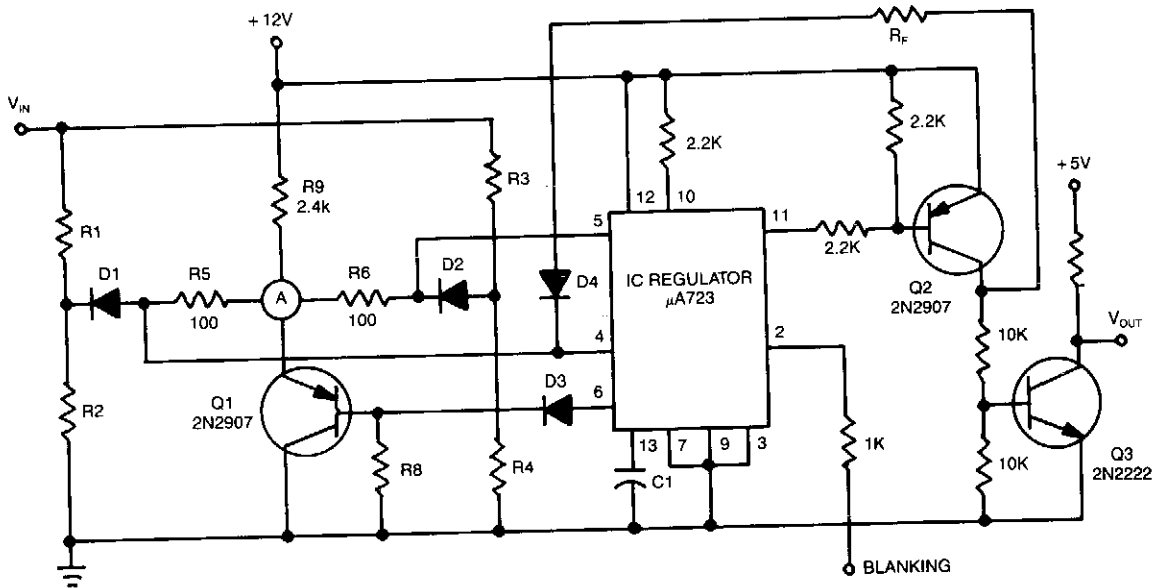 + 12V
R_F
V_IN
2.2K
2.2K
+ 5V
R3
R9
2.4k
12
10
5
11
R1
2.2K
D1
R5
R6
D2
D4
IC REGULATOR
μA723
A
Q2
2N2907
100
100
4
2
V_OUT
10K
D3
6
Q1
2N2907
R2
13
7
9
3
R8
R4
C1
1K
10K
Q3
2N2222
BLANKING